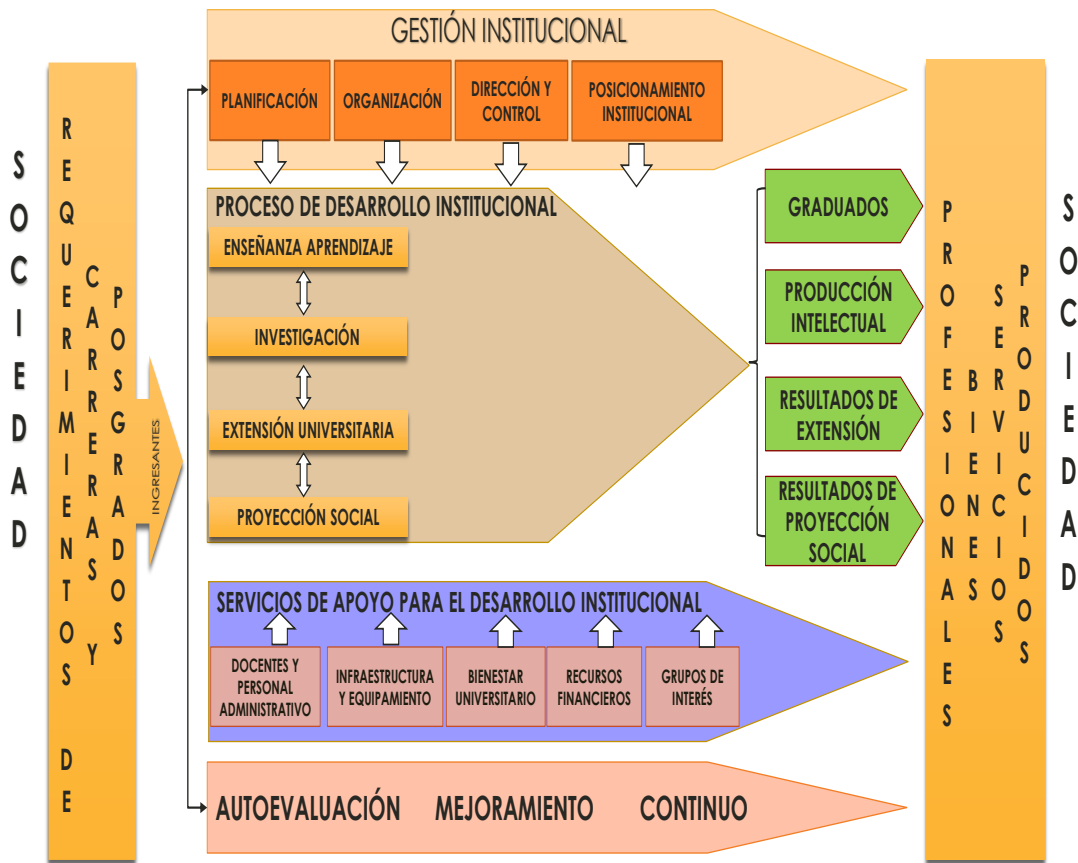 SOCIEDAD
REQUERIMIENTOS DE
CARRERAS Y
POSGRADOS
INGRESANTES
GESTIÓN INSTITUCIONAL
PLANIFICACIÓN
ORGANIZACIÓN
DIRECCIÓN Y
CONTROL
POSICIONAMIENTO
INSTITUCIONAL
PROCESO DE DESARROLLO INSTITUCIONAL
ENSEÑANZA APRENDIZAJE
INVESTIGACIÓN
EXTENSIÓN UNIVERSITARIA
PROYECCIÓN SOCIAL
GRADUADOS
PRODUCCIÓN
INTELECTUAL
RESULTADOS DE
EXTENSIÓN
RESULTADOS DE
PROYECCIÓN
SOCIAL
SERVICIOS DE APOYO PARA EL DESARROLLO INSTITUCIONAL
DOCENTES Y
PERSONAL
ADMINISTRATIVO
INFRAESTRUCTURA
Y EQUIPAMIENTO
BIENESTAR
UNIVERSITARIO
RECURSOS
FINANCIEROS
GRUPOS DE
INTERÉS
AUTOEVALUACIÓN MEJORAMIENTO CONTINUO
PROFESIONALES
BIENES
SERVICIOS
PRODUCIDOS
SOCIEDAD